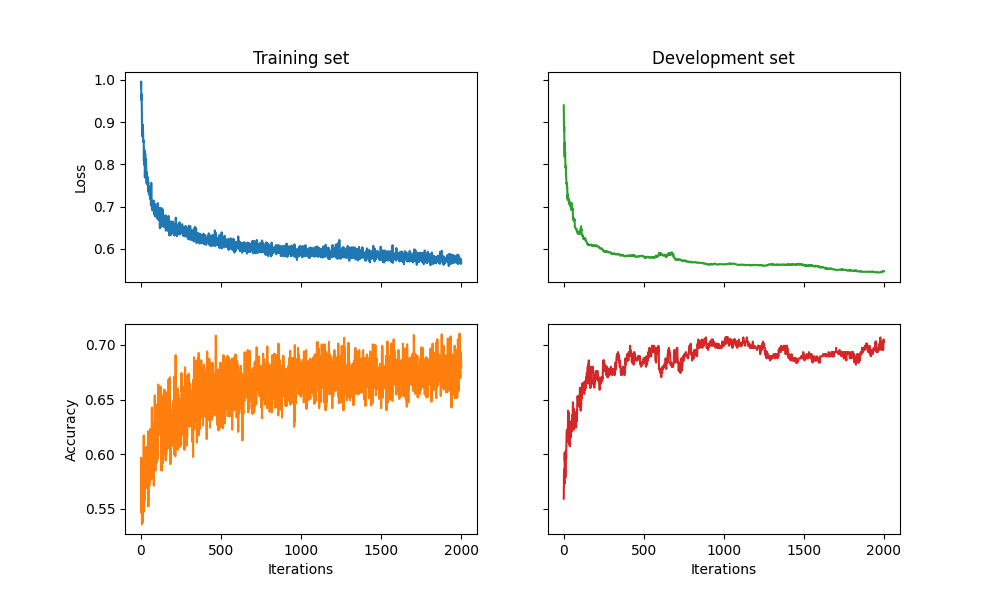 Training set
Development set
Loss
1.0
0.9
0.8
0.7
0.6
Accuracy
0.70
0.65
0.60
0.55
0 500 1000 1500 2000
Iterations
0 500 1000 1500 2000
Iterations